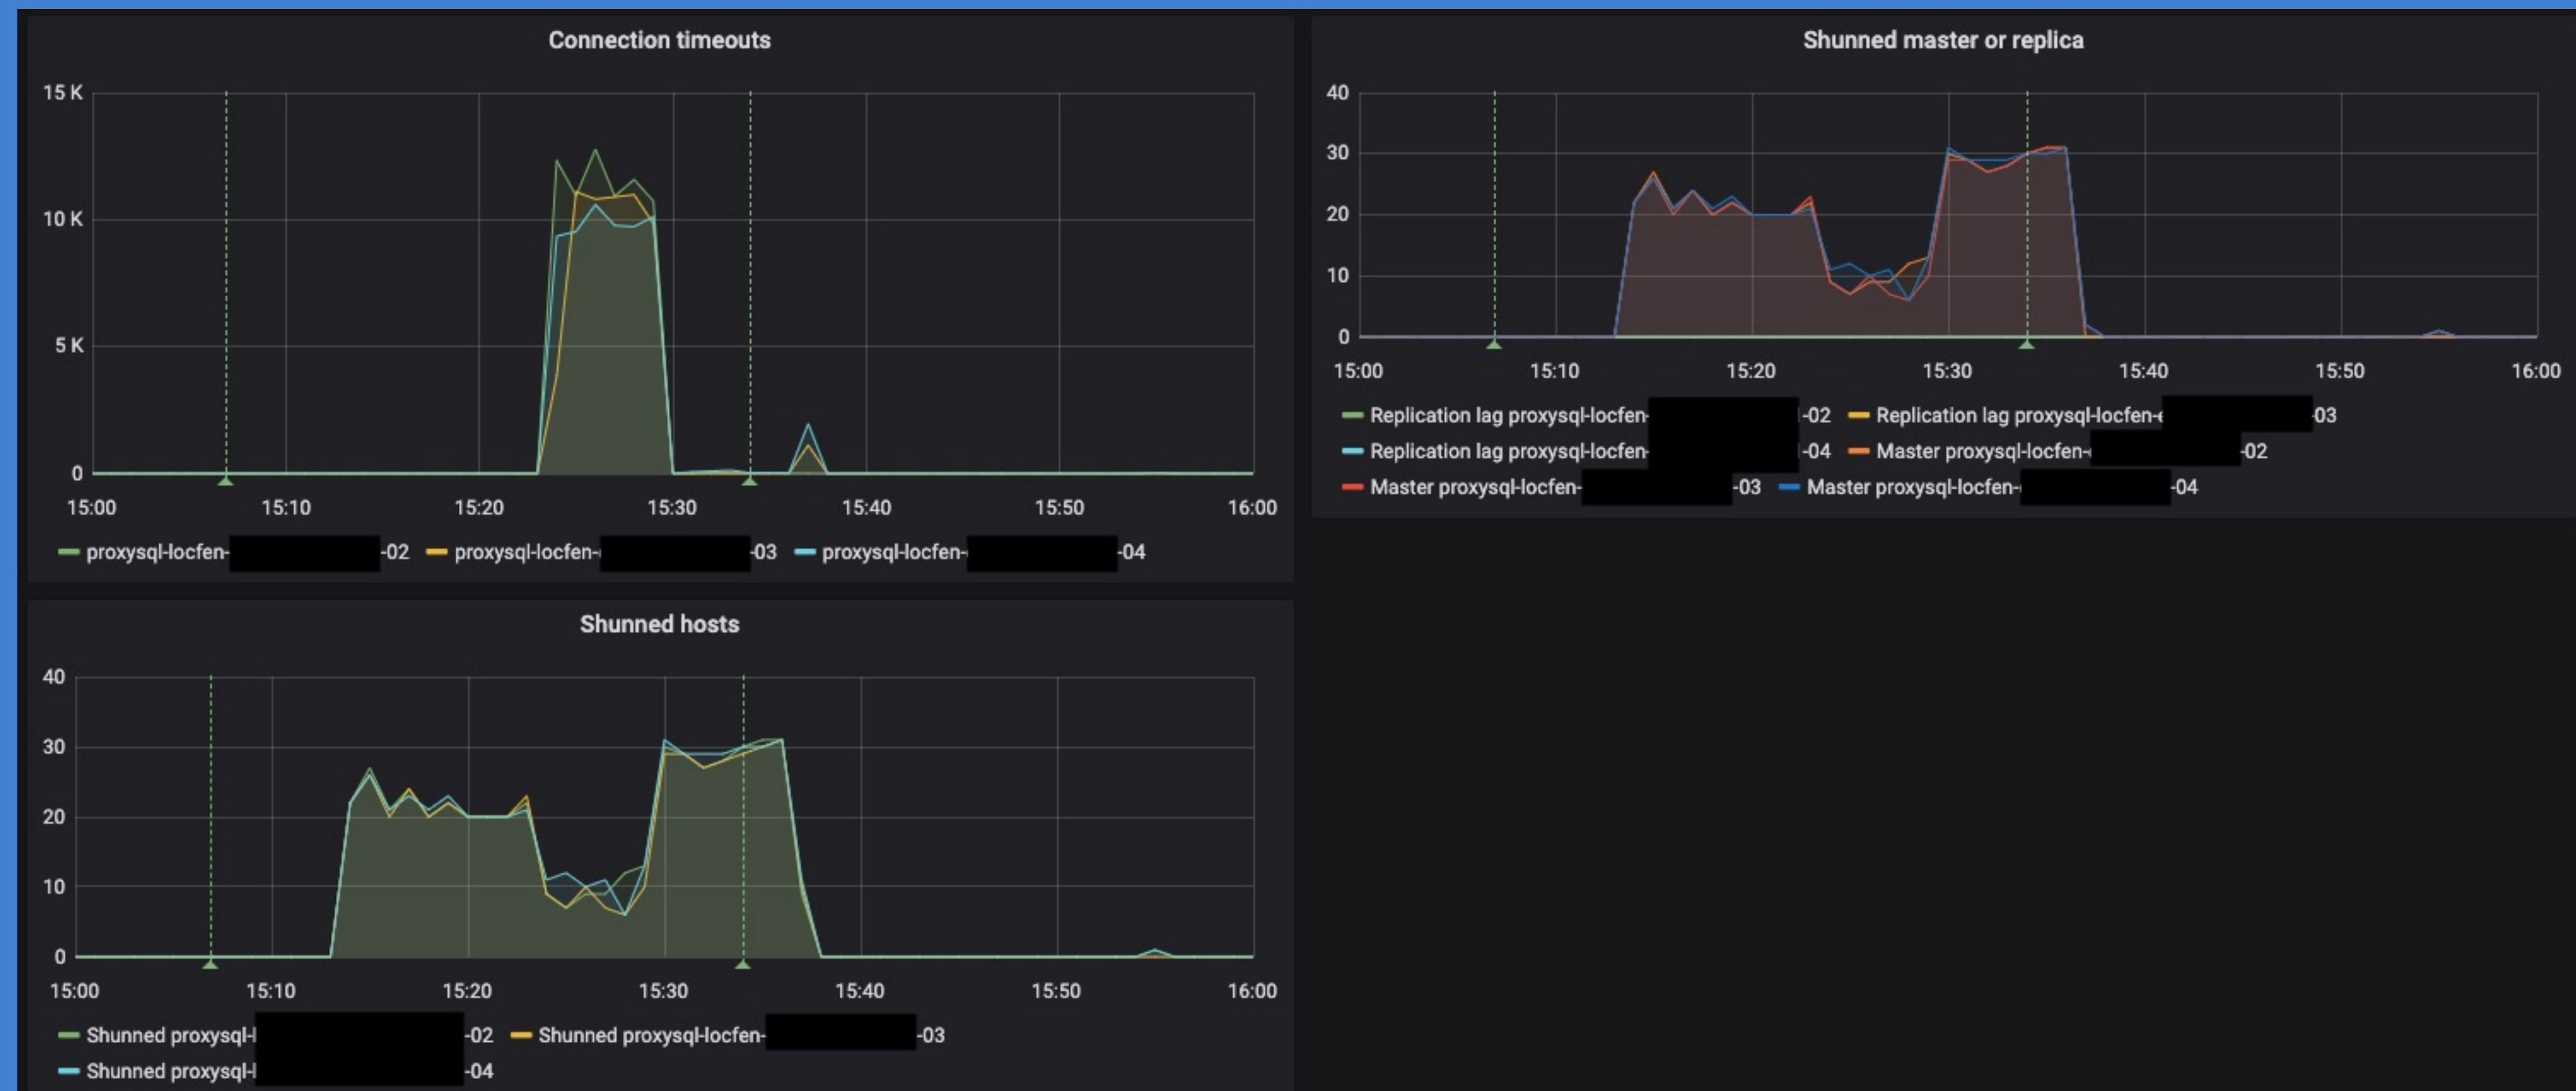 Connection timeouts
15 K
10 K
5 K
0
15:00 15:10 15:20 15:30 15:40 15:50 16:00
proxysql-locfen- -02 proxysql-locfen- -03 proxysql-locfen- -04
Shunned master or replica
40
30
20
10
0
15:00 15:10 15:20 15:30 15:40 15:50 16:00
Replication lag proxysql-locfen- -02 Replication lag proxysql-locfen- 03
Replication lag proxysql-locfen- -04 Master proxysql-locfen- -02
Master proxysql-locfen- -03 Master proxysql-locfen- -04
Shunned hosts
40
30
20
10
0
15:00 15:10 15:20 15:30 15:40 15:50 16:00
Shunned proxysql-l -02 Shunned proxysql-locfen- -03
Shunned proxysql-l -04